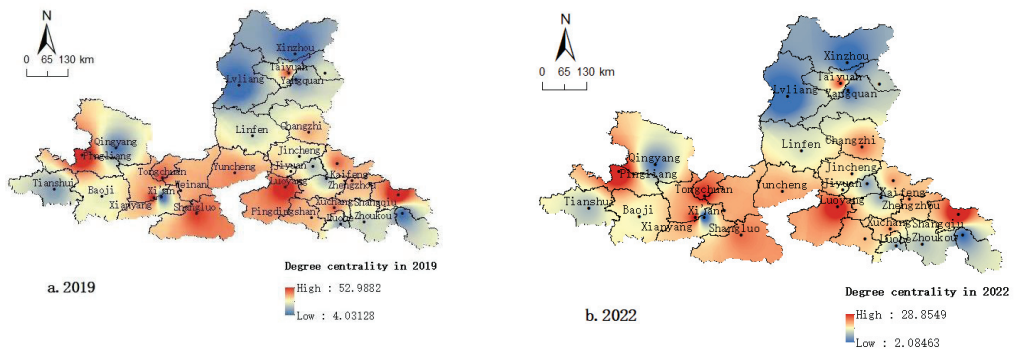 N
0 65 130 km
Xinzhou
Taiyuan
Yangquan
Lvliang
Linfen
Changzhi
Qingyang
Pingliang
Jincheng
Jiyuan
Tongchuan
Yuncheng
Tianshui
Baoji
Xi'an
Weinan
Luoyang
Kaifeng
Zhengzhou
Xianyang
Shangluo
Pingdingshan
Xuchang
Shangqiu
Luohe
Zhoukou
Degree centrality in 2019
High : 52.9882
Low : 4.03128
a. 2019
N
0 65 130 km
Xinzhou
Taiyuan
Yangquan
Lvliang
Linfen
Changzhi
Qingyang
Pingliang
Jincheng
Jiyuan
Tongchuan
Yuncheng
Tianshui
Baoji
Xi'an
Luoyang
Kaifeng
Zhengzhou
Xianyang
Shangluo
Xuchang
Shangqiu
Luohe
Zhoukou
Degree centrality in 2022
High : 28.8549
Low : 2.08463
b. 2022